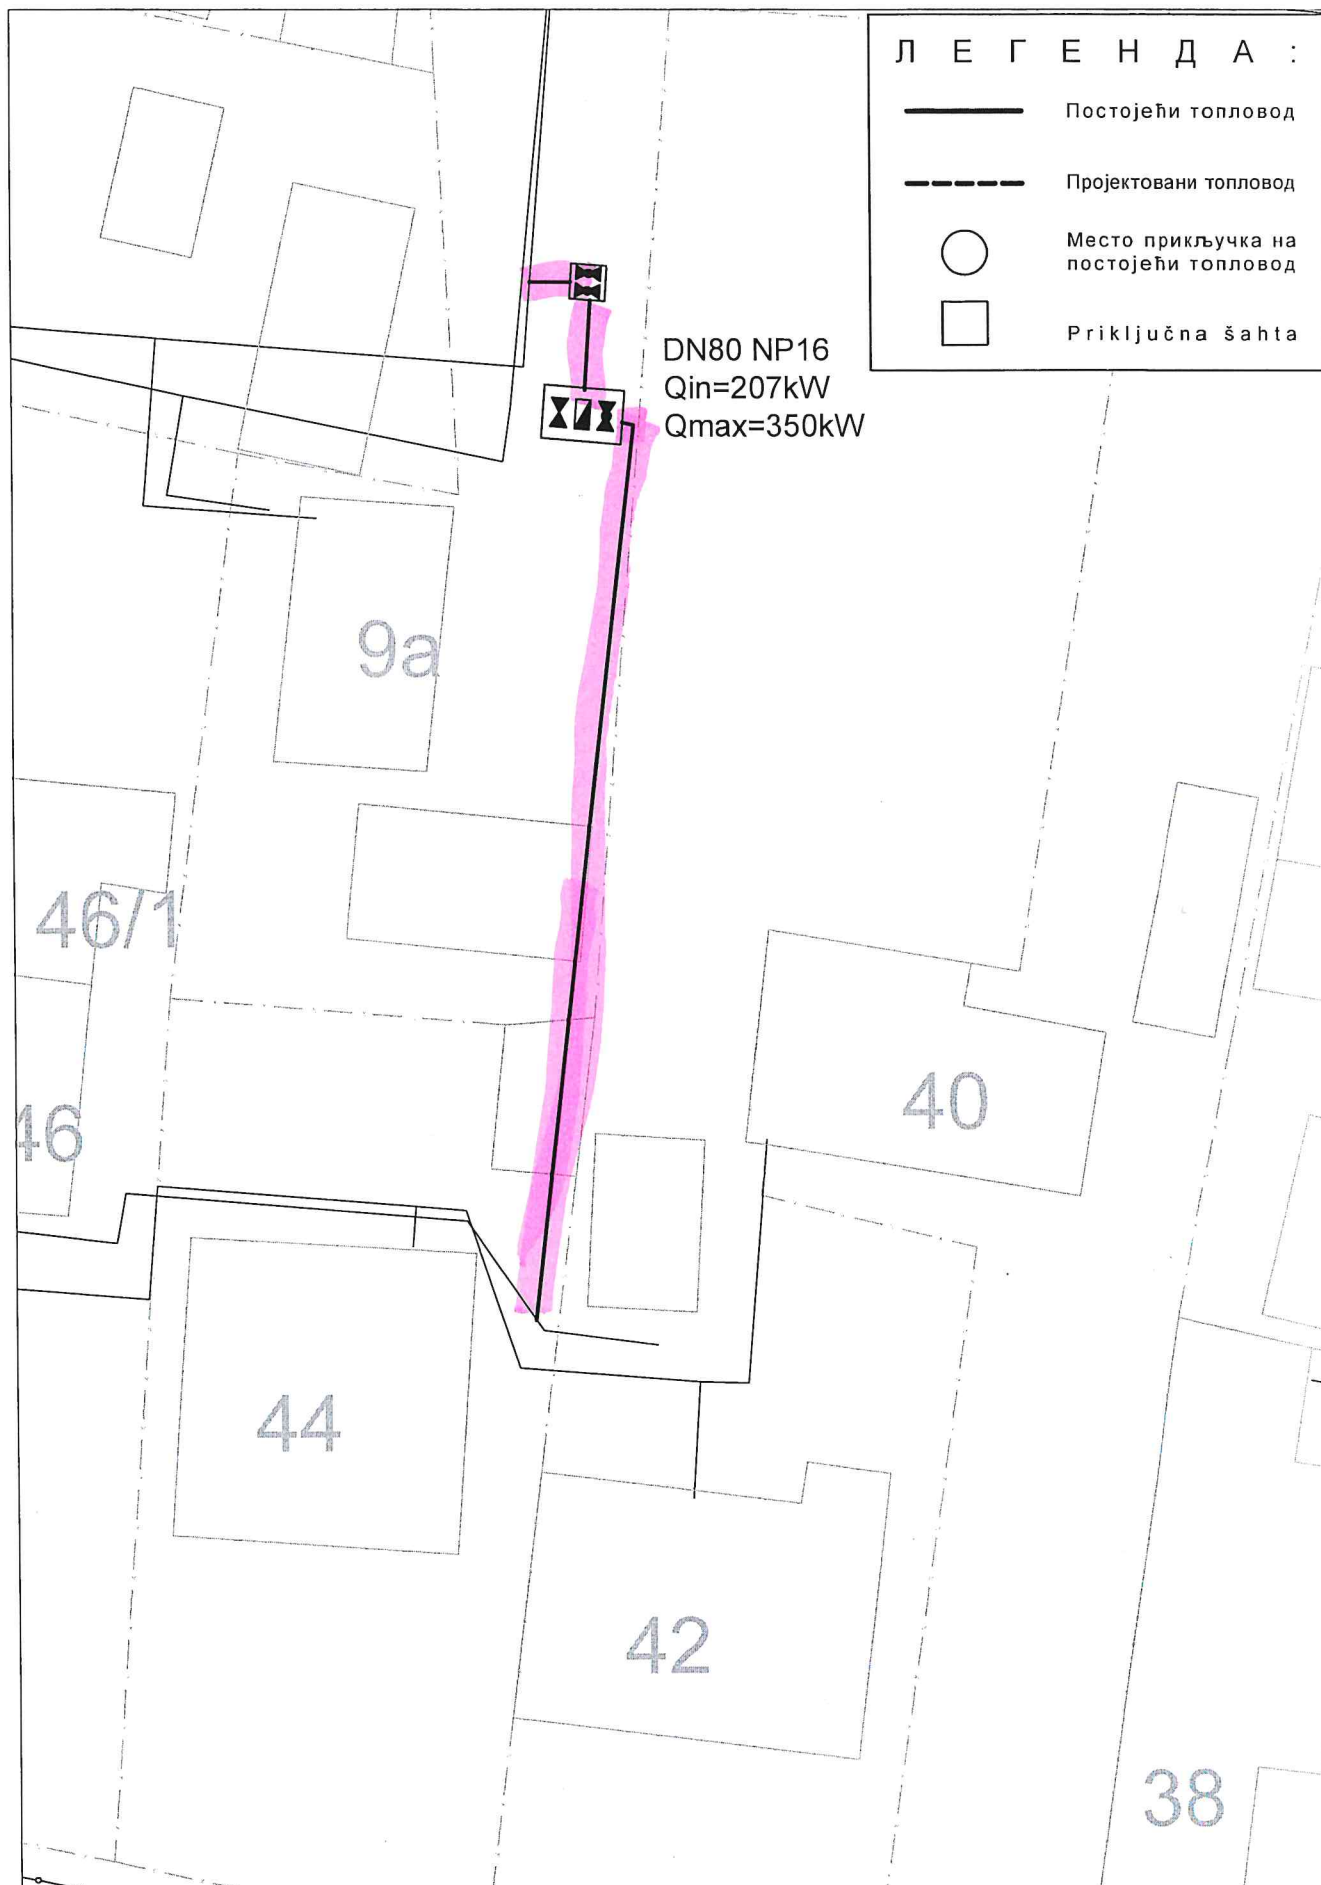 Л Е Г Е Н Д А :
Постојећи топловод
Пројектовани топловод
Место прикључка на
постојећи топловод
Priključna šahta
DN80 NP16
Qin=207kW
Qmax=350kW
9a
46/1
46
40
44
42
38